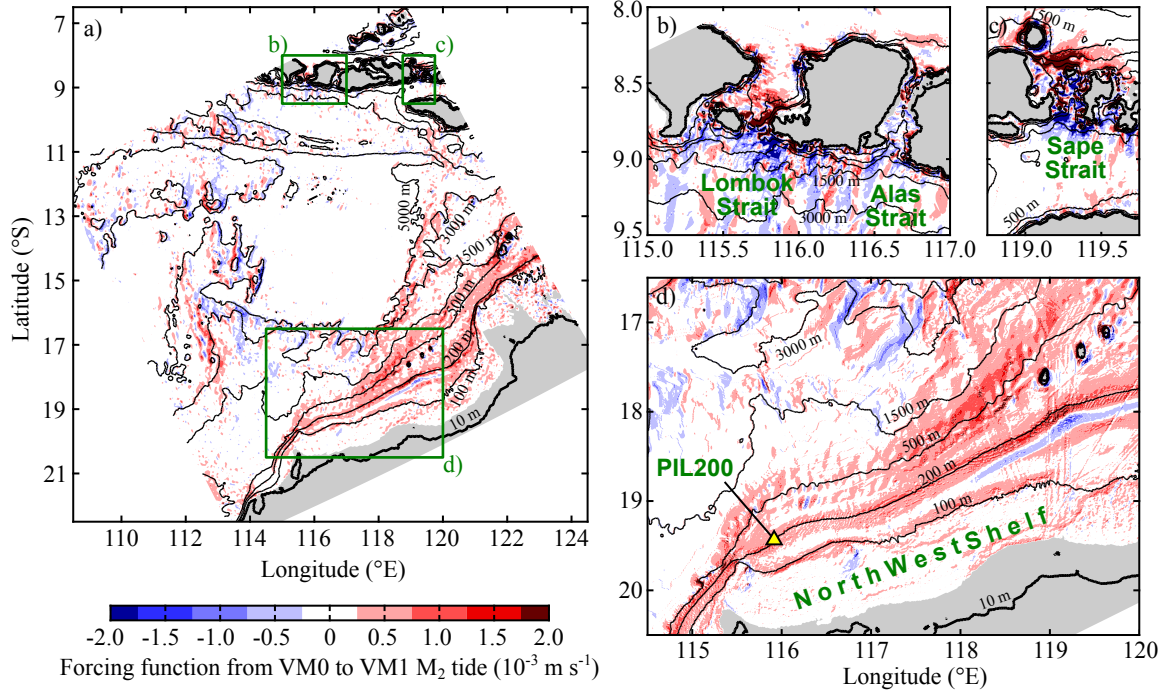 a)
b)
c)
d)
7
9
11
13
15
17
19
21
Latitude (°S)
110
112
114
116
118
120
122
124
Longitude (°E)
5000 m
3000 m
1500 m
500 m
200 m
100 m
10 m
-2.0
-1.5
-1.0
-0.5
0
0.5
1.0
1.5
2.0
Forcing function from VM0 to VM1 M₂ tide (10⁻³ m s⁻¹)
b)
8.0
8.5
9.0
9.5
115.0
115.5
116.0
116.5
117.0
Lombok
Strait
Alas
Strait
1500 m
3000 m
c)
1500 m
Sape
Strait
500 m
119.0
119.5
d)
17
18
19
20
3000 m
1500 m
500 m
200 m
100 m
10 m
PIL200
N o r t h W e s t S h e l f
115
116
117
118
119
120
Longitude (°E)